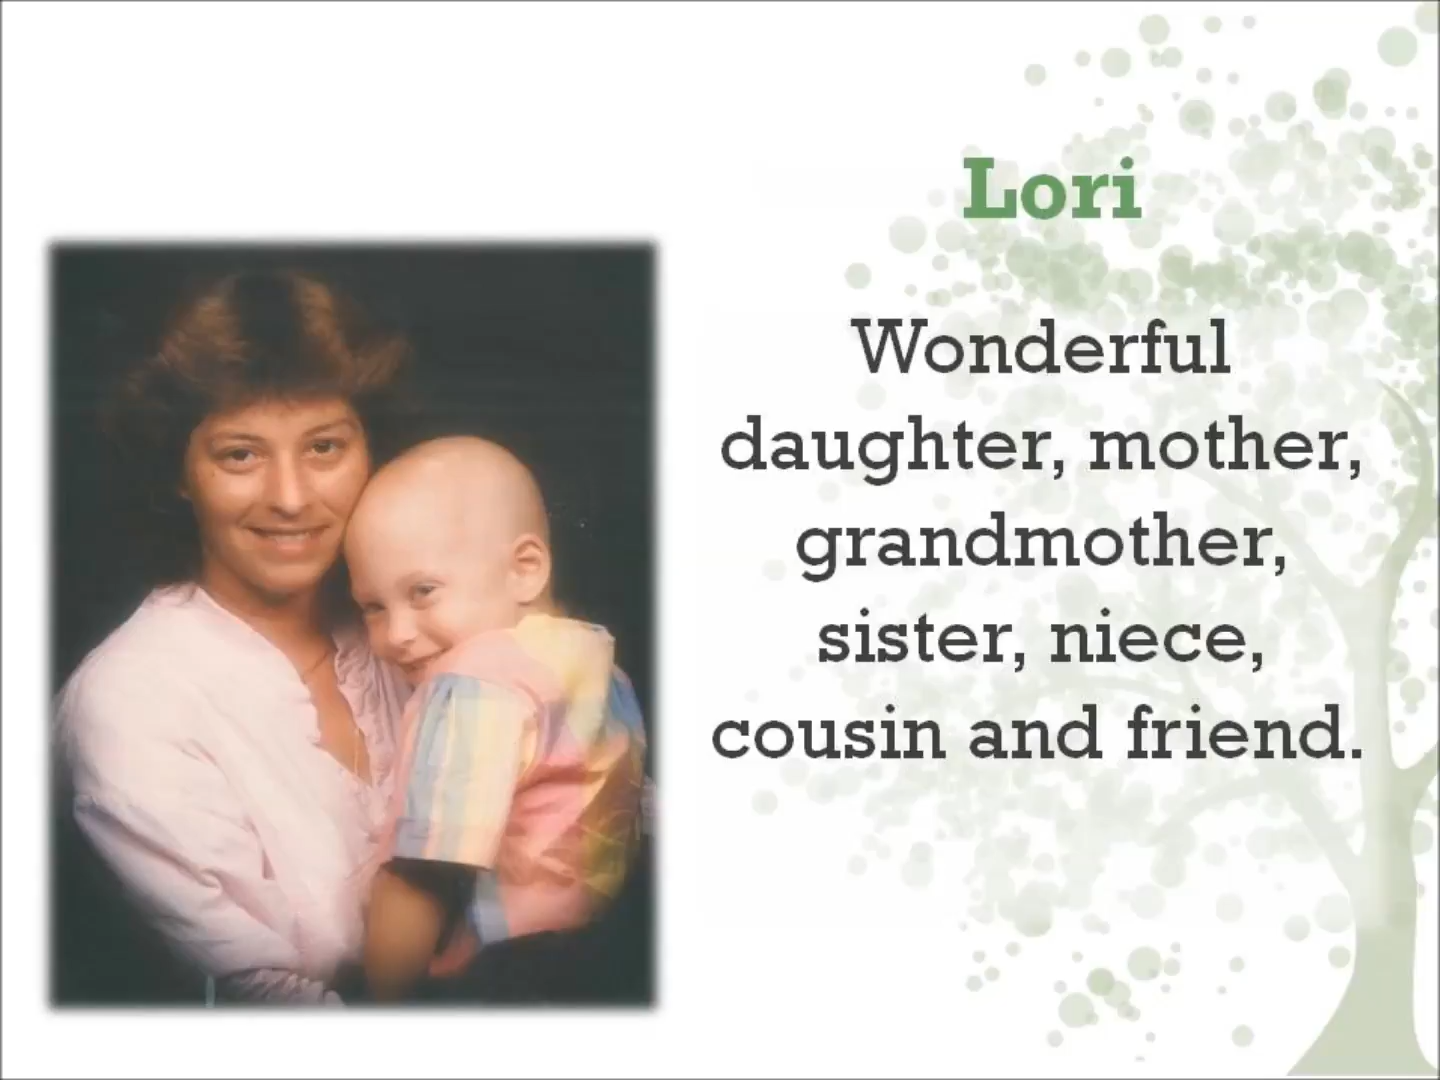 Lori
Wonderful
daughter, mother,
grandmother,
sister, niece,
cousin and friend.